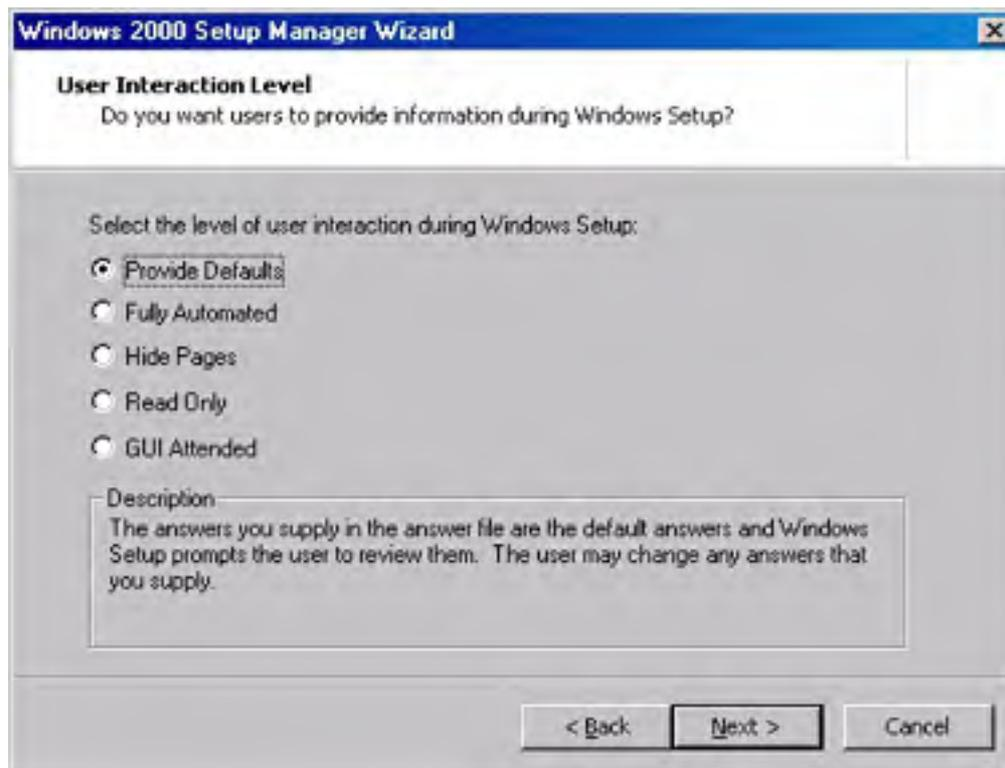 Windows 2000 Setup Manager Wizard
User Interaction Level
Do you want users to provide information during Windows Setup?
Select the level of user interaction during Windows Setup:
Provide Defaults
Fully Automated
Hide Pages
Read Only
GUI Attended
Description
The answers you supply in the answer file are the default answers and Windows
Setup prompts the user to review them. The user may change any answers that
you supply.
< Back
Next >
Cancel